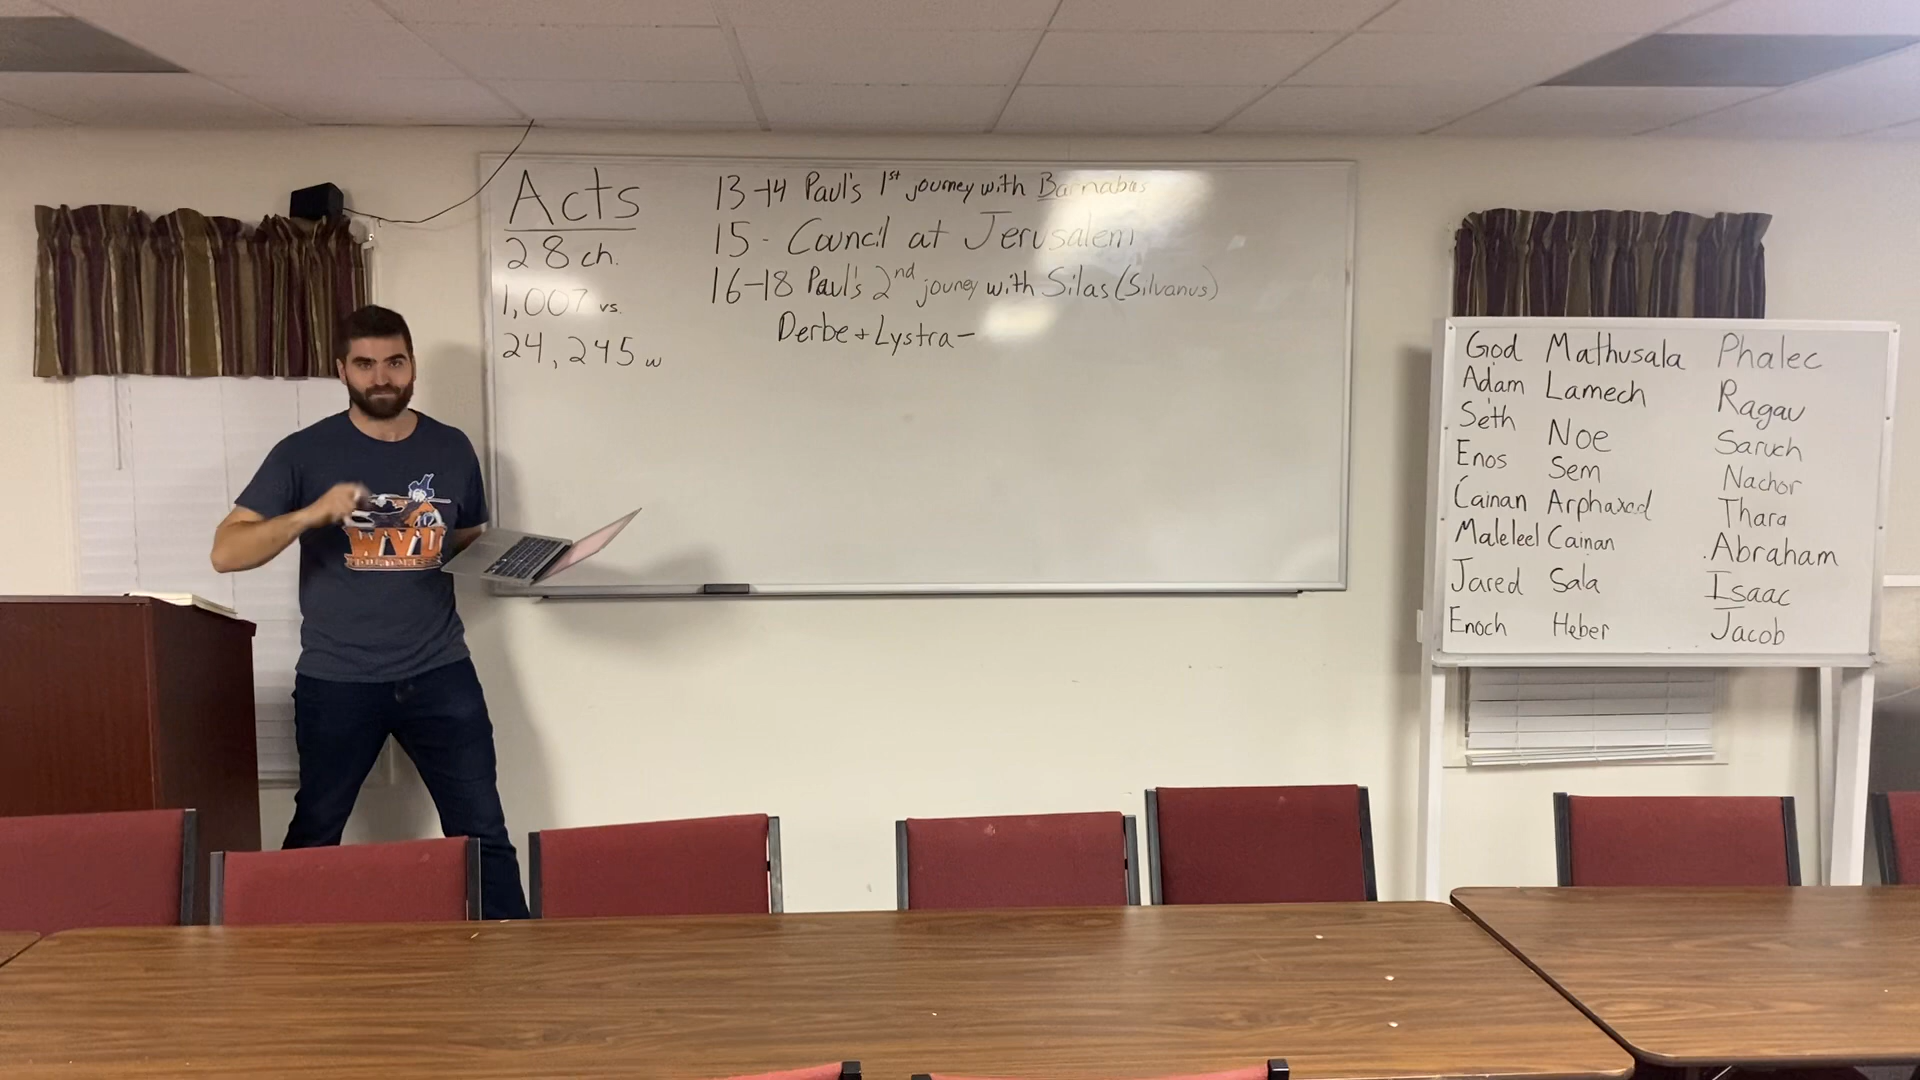 Acts
28 ch.
1,007 vs.
24,245 w
13-14 Paul's 1st journey with Barnabas
15 - Council at Jerusalem
16-18 Paul's 2nd jouney with Silas (Silvanus)
Derbe + Lystra -
WVU
God
Adam
Seth
Enos
Cainan
Maleleel
Jared
Enoch
Mathusala
Lamech
Noe
Sem
Arphaxad
Cainan
Sala
Heber
Phalec
Ragau
Saruch
Nachor
Thara
Abraham
Isaac
Jacob